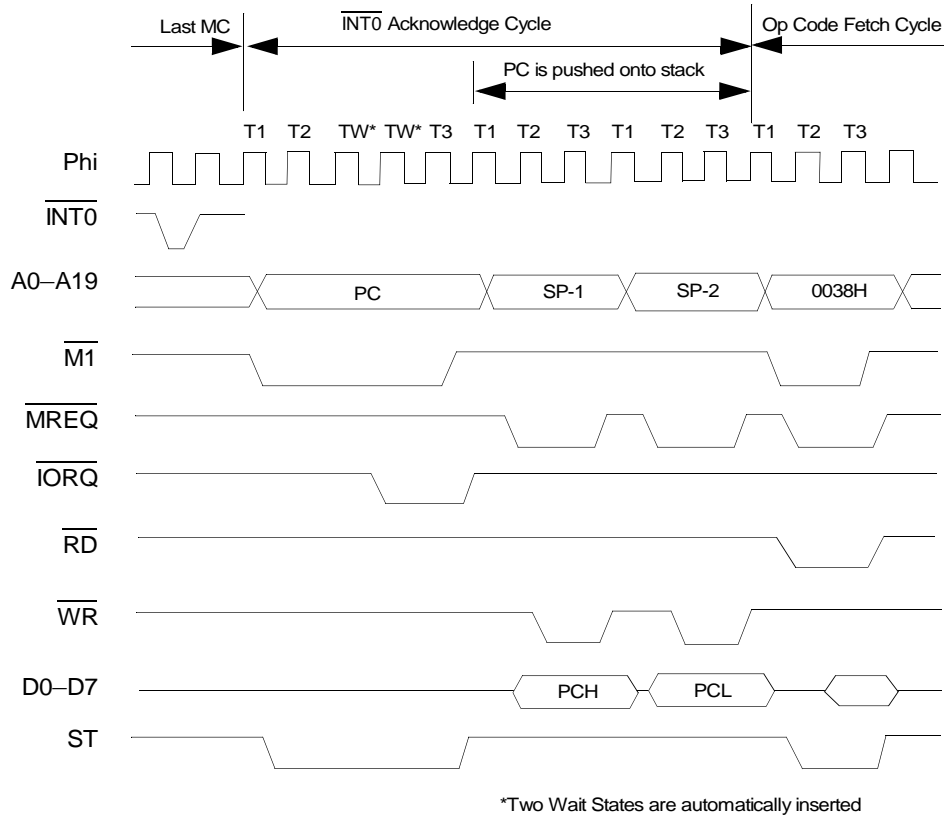 Last MC
INT0 Acknowledge Cycle
Op Code Fetch Cycle
PC is pushed onto stack
T1 T2 TW* TW* T3 T1 T2 T3 T1 T2 T3 T1 T2 T3
Phi
INT0
A0–A19 PC SP-1 SP-2 0038H
M1
MREQ
IORQ
RD
WR
D0–D7 PCH PCL
ST
*Two Wait States are automatically inserted